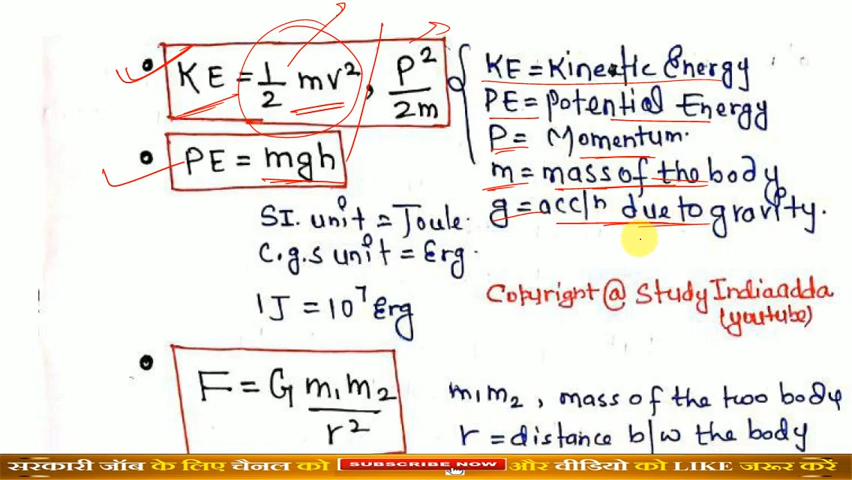 KE = 1/2 mv², P²/2m
KE = Kinetic Energy
PE = Potential Energy
P = Momentum.
PE = mgh
m = mass of the body
g = acc/n due to gravity.
SI. unit = Joule.
C.g.s unit = Erg.
1J = 10⁷ Erg
Copyright @ Study Indiaadda
(youtube)
F = G m₁m₂/r²
m₁m₂, mass of the two body
r = distance b/w the body
सरकारी जॉब के लिए चैनल को SUBSCRIBE NOW और वीडियो को LIKE जरूर करे